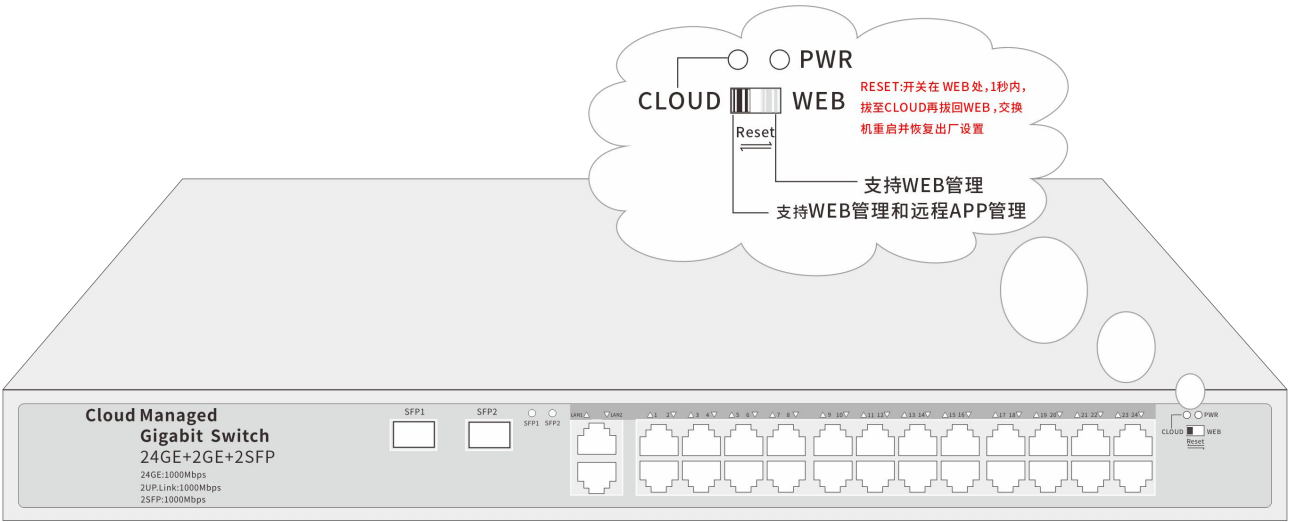 PWR
CLOUD
WEB
Reset
RESET:开关在 WEB 处,1秒内,
拔至CLOUD再拔回WEB ,交换
机重启并恢复出厂设置
支持WEB管理
支持WEB管理和远程APP管理
Cloud Managed
Gigabit Switch
24GE+2GE+2SFP
24GE:1000Mbps
2UP.Link:1000Mbps
2SFP:1000Mbps
SFP1
SFP2
SFP1 SFP2
LAN1 LAN2
1 2 3 4 5 6 7 8 9 10 11 12 13 14 15 16 17 18 19 20 21 22 23 24
PWR
CLOUD
WEB
Reset